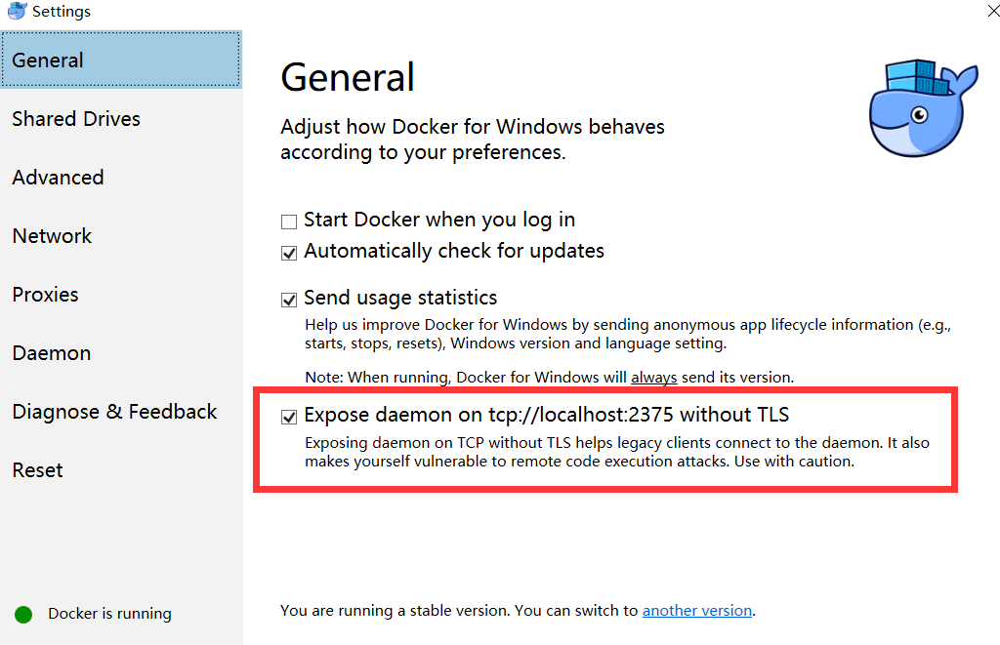 Settings
General
Shared Drives
Advanced
Network
Proxies
Daemon
Diagnose & Feedback
Reset
Docker is running
General
Adjust how Docker for Windows behaves
according to your preferences.
Start Docker when you log in
Automatically check for updates
Send usage statistics
Help us improve Docker for Windows by sending anonymous app lifecycle information (e.g.,
starts, stops, resets), Windows version and language setting.
Note: When running, Docker for Windows will always send its version.
Expose daemon on tcp://localhost:2375 without TLS
Exposing daemon on TCP without TLS helps legacy clients connect to the daemon. It also
makes yourself vulnerable to remote code execution attacks. Use with caution.
You are running a stable version. You can switch to another version.